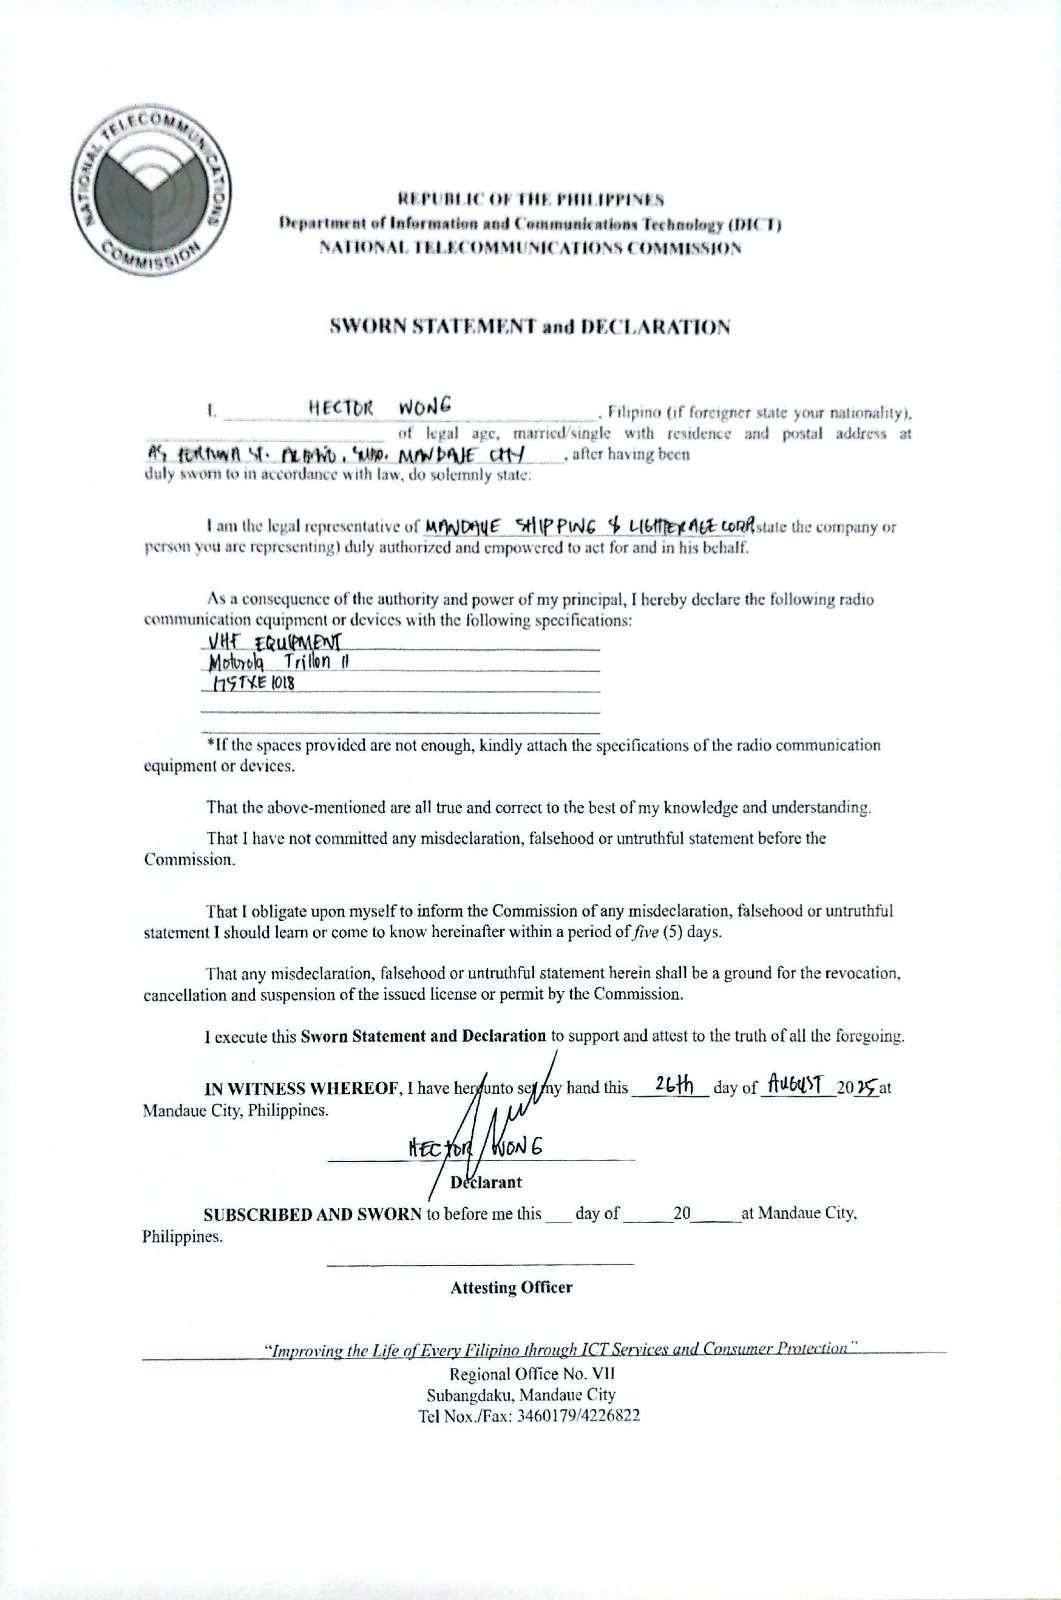 NATIONAL TELECOMMUNICATIONS
COMMISSION
REPUBLIC OF THE PHILIPPINES
Department of Information and Communications Technology (DICT)
NATIONAL TELECOMMUNICATIONS COMMISSION
SWORN STATEMENT and DECLARATION
I, HECTOR WONG, Filipino (if foreigner state your nationality),
of legal age, married/single with residence and postal address at
ST. MANDAUE CITY, after having been
duly sworn to in accordance with law, do solemnly state:
I am the legal representative of MANDAUE SHIPPING & LIGHTERAGE CORP. state the company or
person you are representing) duly authorized and empowered to act for and in his behalf.
As a consequence of the authority and power of my principal, I hereby declare the following radio
communication equipment or devices with the following specifications:
VHF EQUIPMENT
Motorola Trillon II
1018
*If the spaces provided are not enough, kindly attach the specifications of the radio communication
equipment or devices.
That the above-mentioned are all true and correct to the best of my knowledge and understanding.
That I have not committed any misdeclaration, falsehood or untruthful statement before the
Commission.
That I obligate upon myself to inform the Commission of any misdeclaration, falsehood or untruthful
statement I should learn or come to know hereinafter within a period of five (5) days.
That any misdeclaration, falsehood or untruthful statement herein shall be a ground for the revocation,
cancellation and suspension of the issued license or permit by the Commission.
I execute this Sworn Statement and Declaration to support and attest to the truth of all the foregoing.
IN WITNESS WHEREOF, I have hereunto set my hand this 26th day of AUGUST 2025 at
Mandaue City, Philippines.
HECTOR WONG
Declarant
SUBSCRIBED AND SWORN to before me this ___ day of ______20______at Mandaue City,
Philippines.
Attesting Officer
"Improving the Life of Every Filipino through ICT Services and Consumer Protection"
Regional Office No. VII
Subangdaku, Mandaue City
Tel Nox./Fax: 3460179/4226822